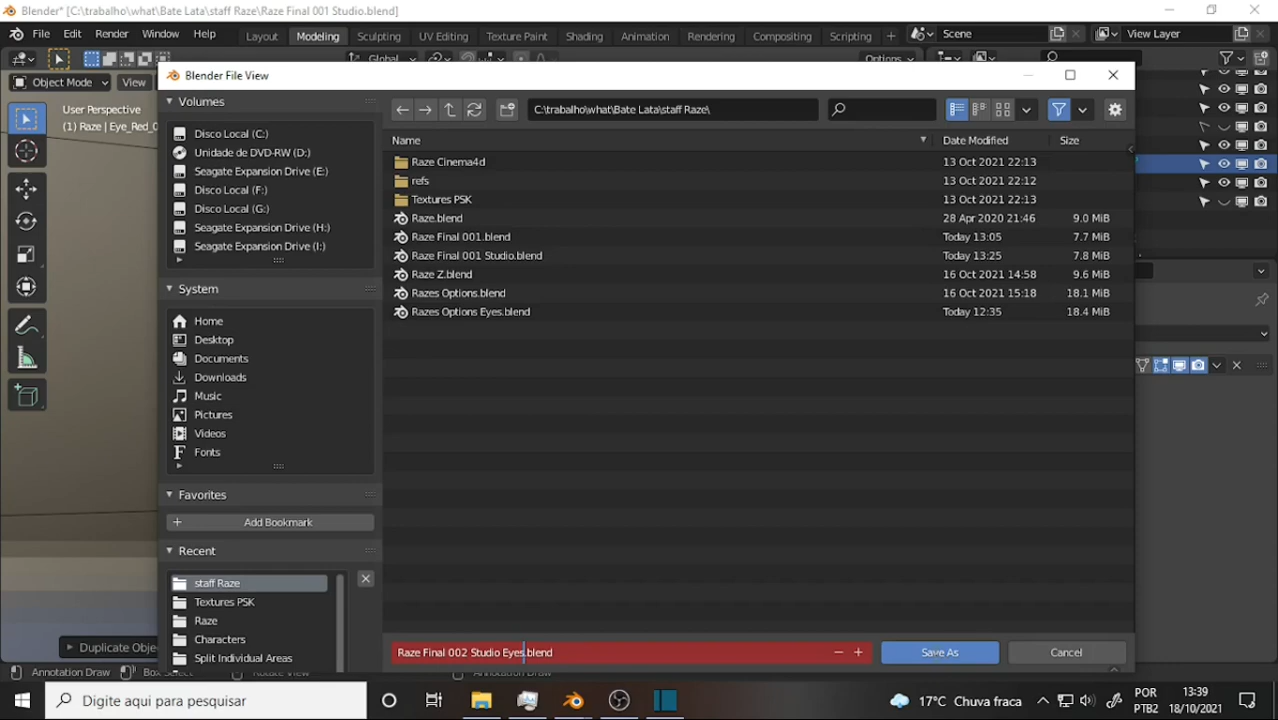 Blender* [C:\trabalho\what\Bate Lata\staff Raze\Raze Final 001 Studio.blend]
File Edit Render Window Help Layout Modeling Sculpting UV Editing Texture Paint Shading Animation Rendering Compositing Scripting Scene View Layer
Global Options
Blender File View
Object Mode View
User Perspective
(1) Raze | Eye_Red_0
Volumes
Disco Local (C:)
Unidade de DVD-RW (D:)
Seagate Expansion Drive (E:)
Disco Local (F:)
Disco Local (G:)
Seagate Expansion Drive (H:)
Seagate Expansion Drive (I:)
System
Home
Desktop
Documents
Downloads
Music
Pictures
Videos
Fonts
Favorites
Add Bookmark
Recent
staff Raze
Textures PSK
Raze
Characters
Split Individual Areas
C:\trabalho\what\Bate Lata\staff Raze\
Name Date Modified Size
Raze Cinema4d 13 Oct 2021 22:13
refs 13 Oct 2021 22:12
Textures PSK 13 Oct 2021 22:13
Raze.blend 28 Apr 2020 21:46 9.0 MiB
Raze Final 001.blend Today 13:05 7.7 MiB
Raze Final 001 Studio.blend Today 13:25 7.8 MiB
Raze Z.blend 16 Oct 2021 14:58 9.6 MiB
Razes Options.blend 16 Oct 2021 15:18 18.1 MiB
Razes Options Eyes.blend Today 12:35 18.4 MiB
Raze Final 002 Studio Eyes.blend
Save As Cancel
Duplicate Obje
Annotation Draw Box Select Rotate View Annotation Draw
Digite aqui para pesquisar
17°C Chuva fraca
POR
PTB2
13:39
18/10/2021